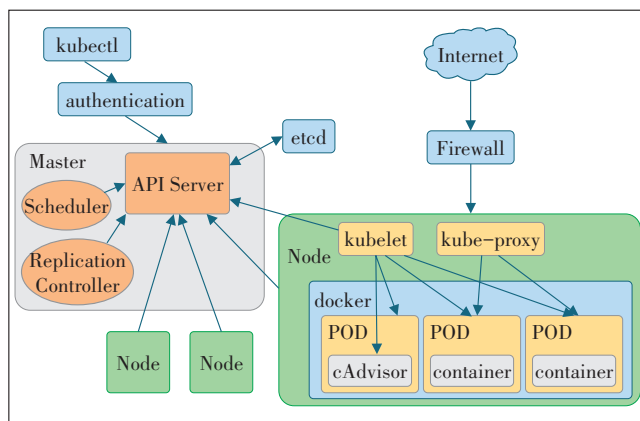 kubectl
Internet
authentication
etcd
Firewall
Master
API Server
Scheduler
Replication
Controller
kubelet
kube-proxy
Node
docker
POD
POD
POD
cAdvisor
container
container
Node
Node